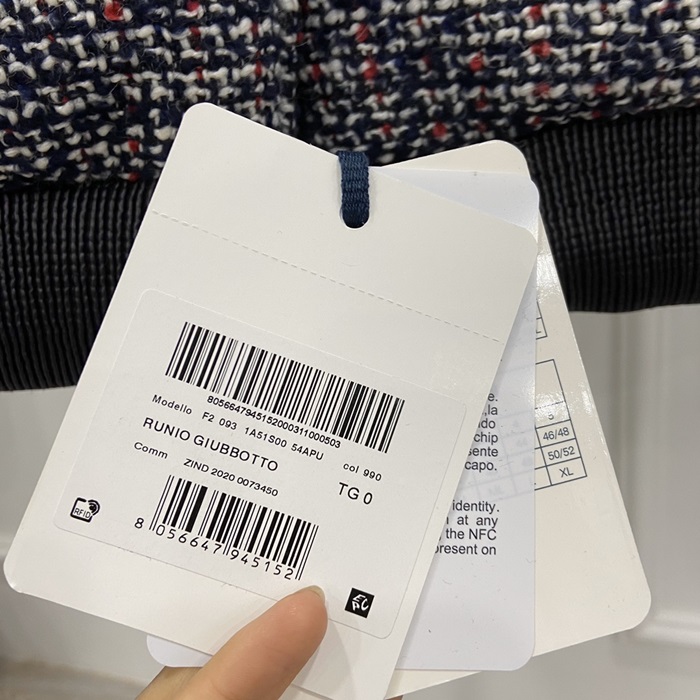 8056647945152000311000503
Modello F2 093 1A51S00 54APU col 990
RUNIO GIUBBOTTO TG 0
Comm ZIND 2020 0073450
RFID
8 056647 945152
e.
,la
ndo
chip
sente
capo.
identity.
at any
, the NFC
present on
5
46/48
50/52
XL